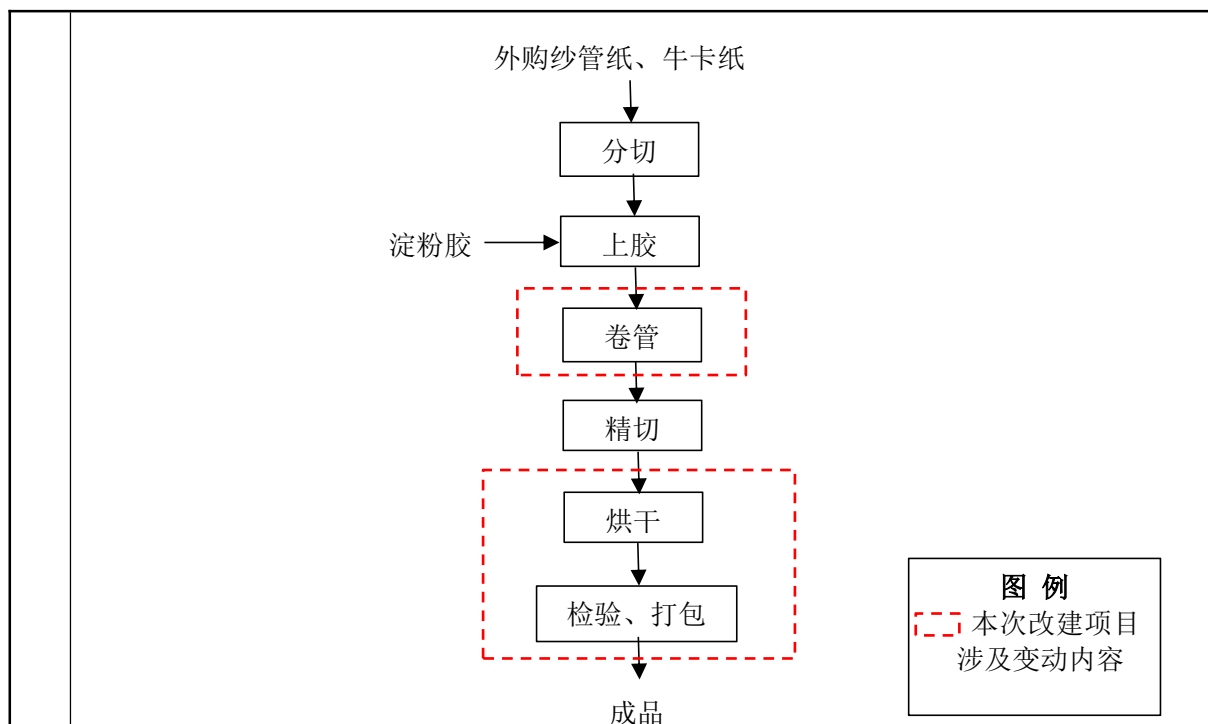 外购纱管纸、牛卡纸
分切
淀粉胶
上胶
卷管
精切
烘干
检验、打包
成品
图 例
本次改建项目
涉及变动内容